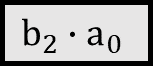 b₂ · a₀